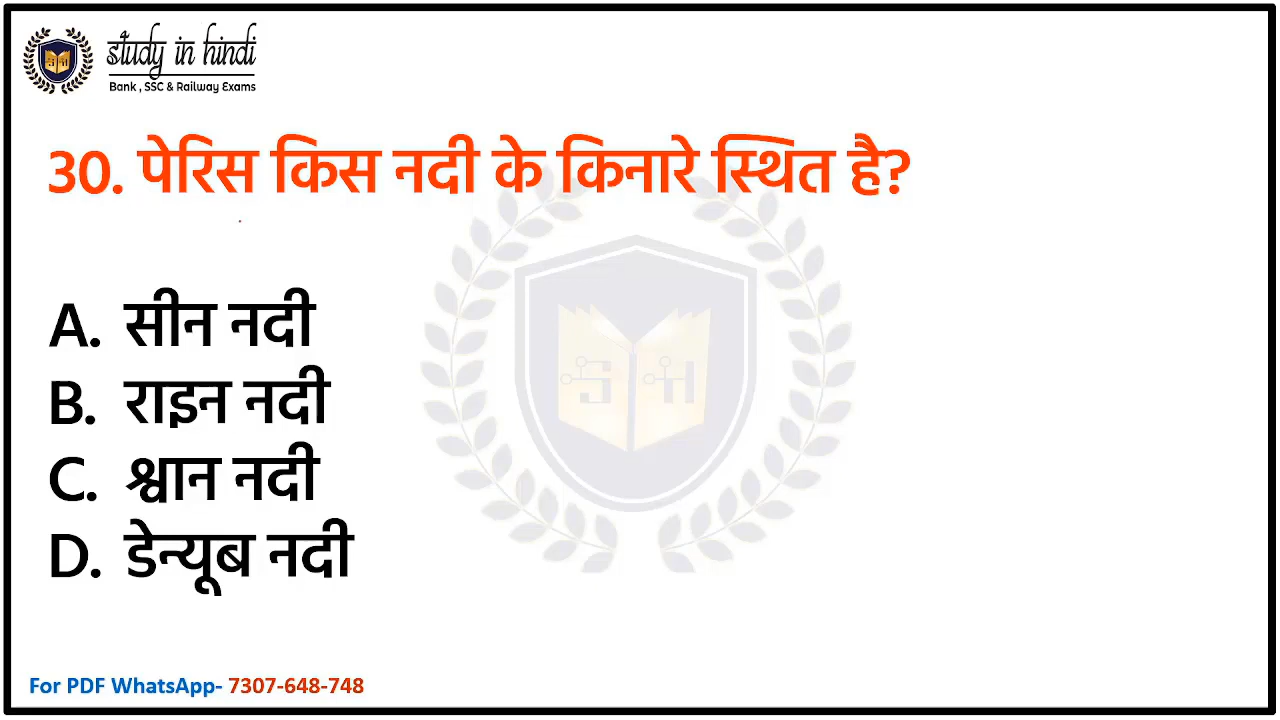 study in hindi
Bank , SSC & Railway Exams
30. पेरिस किस नदी के किनारे स्थित है?
A. सीन नदी
B. राइन नदी
C. श्वान नदी
D. डेन्यूब नदी
For PDF WhatsApp- 7307-648-748